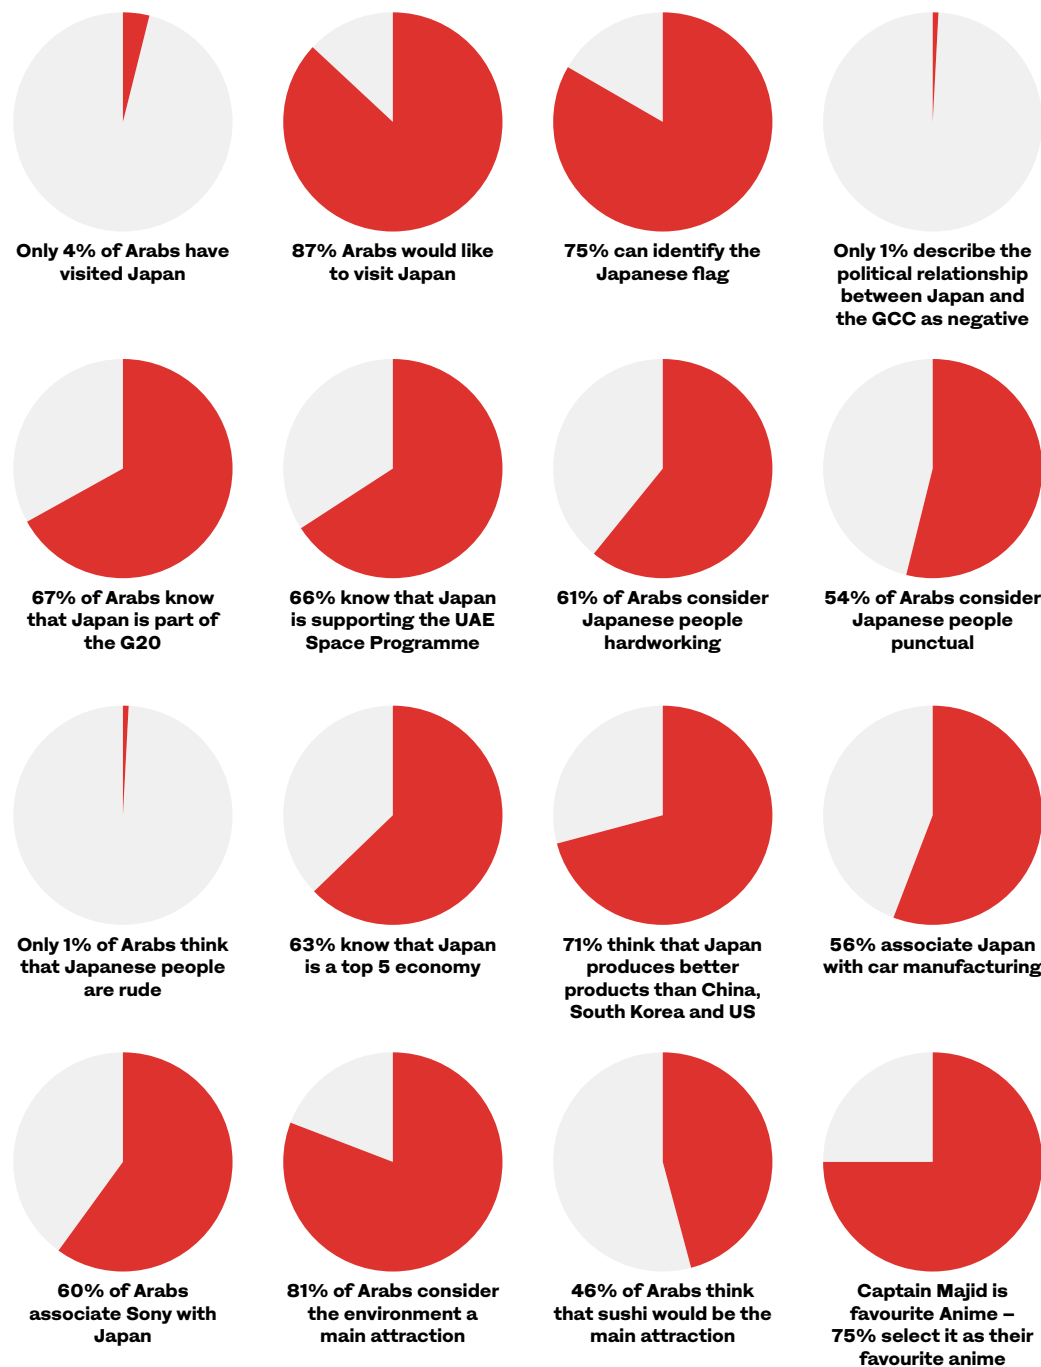 Only 4% of Arabs have
visited Japan
87% Arabs would like
to visit Japan
75% can identify the
Japanese flag
Only 1% describe the
political relationship
between Japan and
the GCC as negative
67% of Arabs know
that Japan is part of
the G20
66% know that Japan
is supporting the UAE
Space Programme
61% of Arabs consider
Japanese people
hardworking
54% of Arabs consider
Japanese people
punctual
Only 1% of Arabs think
that Japanese people
are rude
63% know that Japan
is a top 5 economy
71% think that Japan
produces better
products than China,
South Korea and US
56% associate Japan
with car manufacturing
60% of Arabs
associate Sony with
Japan
81% of Arabs consider
the environment a
main attraction
46% of Arabs think
that sushi would be the
main attraction
Captain Majid is
favourite Anime –
75% select it as their
favourite anime